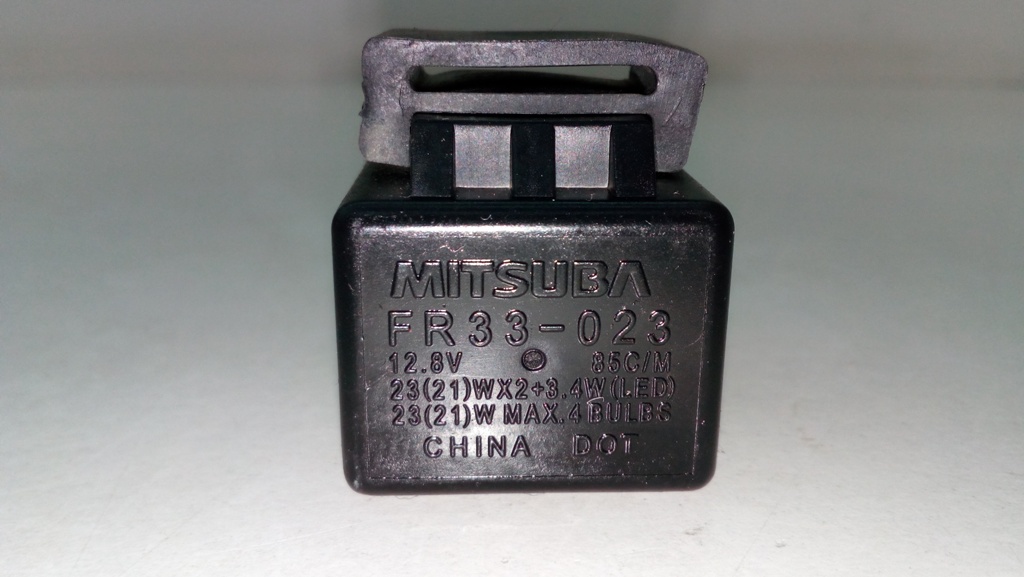 MITSUBA
FR33-023
12.8V 85C/M
23(21)WX2+3.4W(LED)
23(21)W MAX.4 BULBS
CHINA DOT